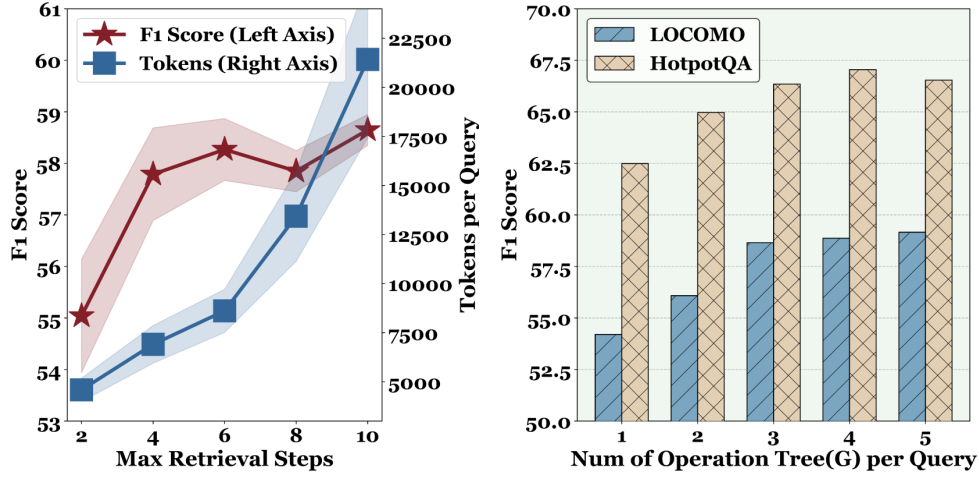 F1 Score (Left Axis)
Tokens (Right Axis)
61
60
59
58
57
56
55
54
53
F1 Score
22500
20000
17500
15000
12500
10000
7500
5000
Tokens per Query
2 4 6 8 10
Max Retrieval Steps
LOCOMO
HotpotQA
70.0
67.5
65.0
62.5
60.0
57.5
55.0
52.5
50.0
F1 Score
1 2 3 4 5
Num of Operation Tree(G) per Query